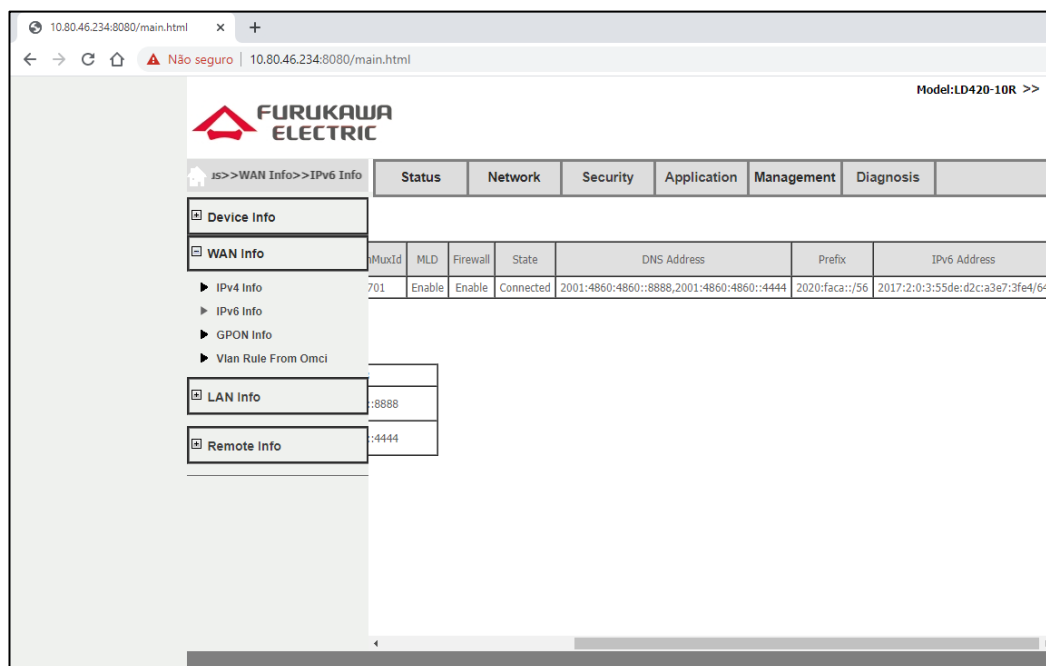 10.80.46.234:8080/main.html
Não seguro | 10.80.46.234:8080/main.html
Model:LD420-10R >>
FURUKAWA
ELECTRIC
us>>WAN Info>>IPv6 Info
Status Network Security Application Management Diagnosis
Device Info
WAN Info
IPv4 Info
IPv6 Info
GPON Info
Vlan Rule From Omci
LAN Info
Remote Info
MuxId MLD Firewall State DNS Address Prefix IPv6 Address
701 Enable Enable Connected 2001:4860:4860::8888,2001:4860:4860::4444 2020:faca::/56 2017:2:0:3:55de:d2c:a3e7:3fe4/64
::8888
::4444